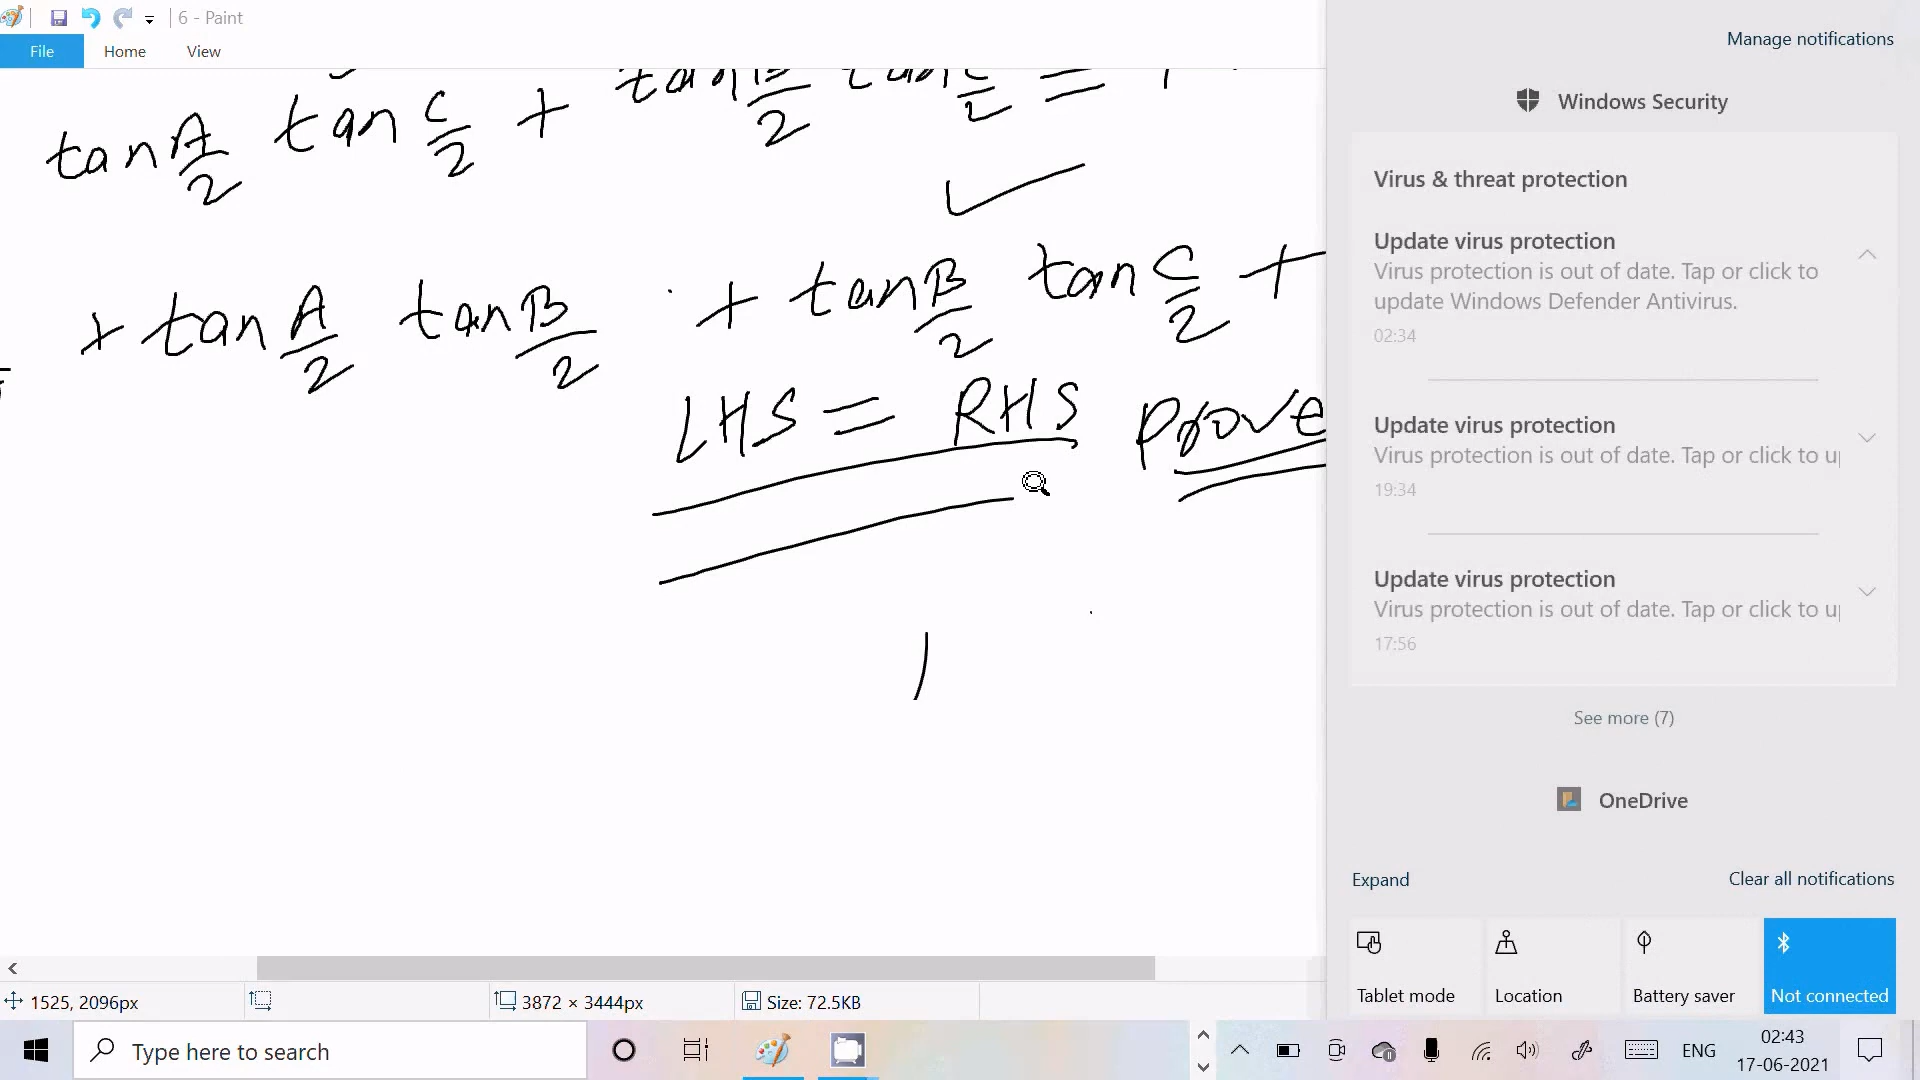 6 - Paint
File Home View
tan A/2 tan C/2 + tan B/2 tan C/2 =
+ tan A/2 tan B/2 + tan B/2 tan C/2 +
LHS = RHS Prove
Manage notifications
Windows Security
Virus & threat protection
Update virus protection
Virus protection is out of date. Tap or click to
update Windows Defender Antivirus.
02:34
Update virus protection
Virus protection is out of date. Tap or click to
19:34
Update virus protection
Virus protection is out of date. Tap or click to
17:56
See more (7)
OneDrive
Expand Clear all notifications
Tablet mode Location Battery saver Not connected
1525, 2096px 3872 × 3444px Size: 72.5KB
Type here to search ENG 02:43
17-06-2021